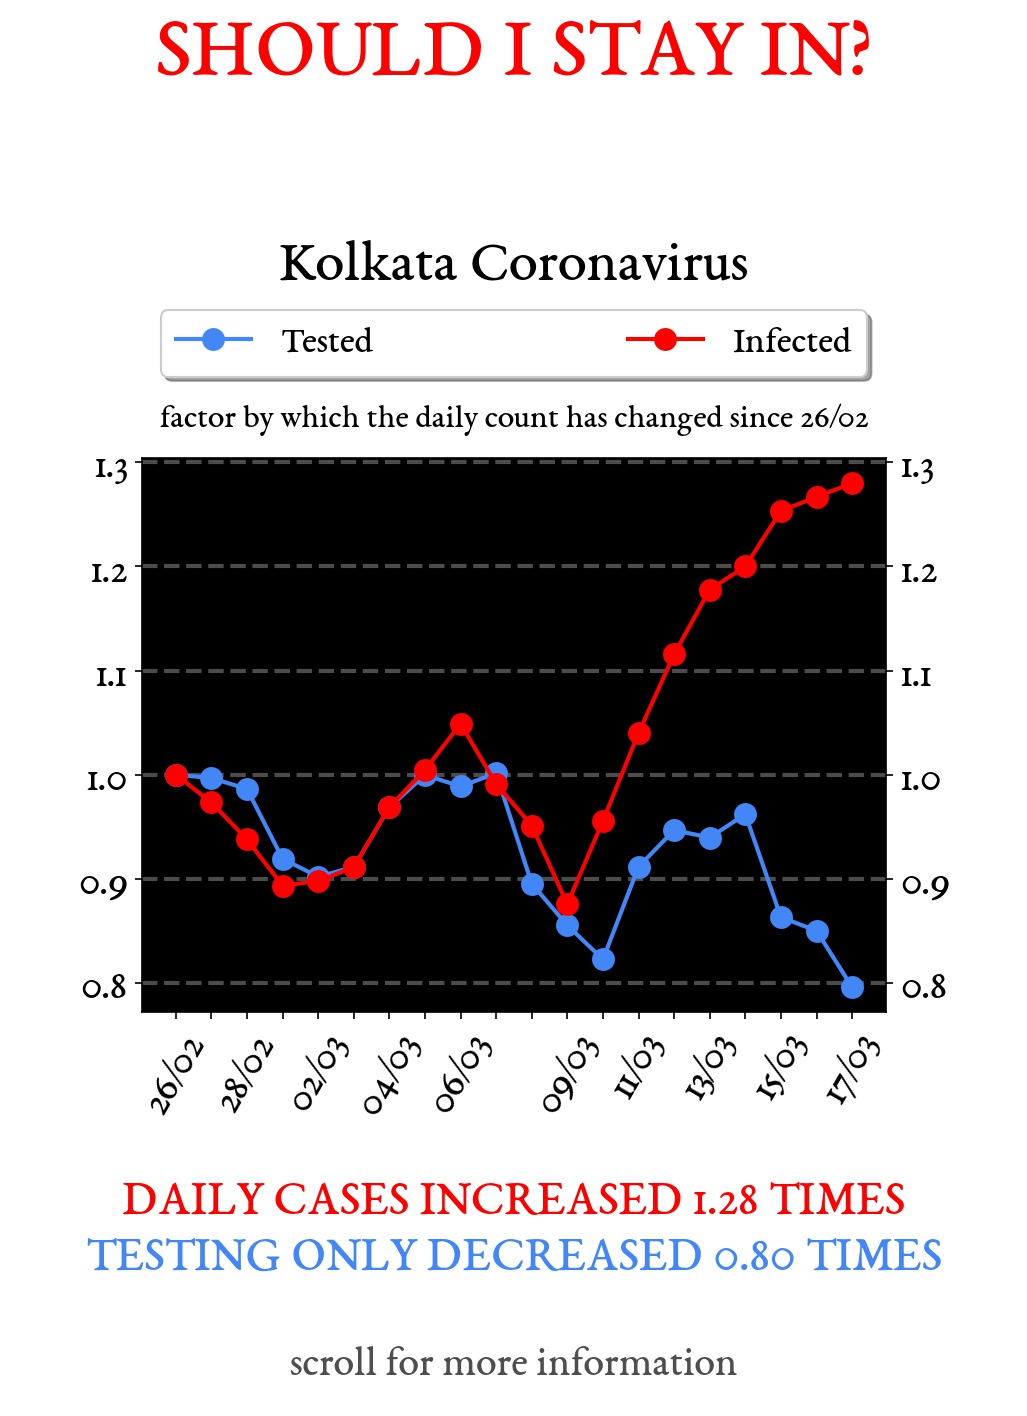 SHOULD I STAY IN?
Kolkata Coronavirus
Tested Infected
factor by which the daily count has changed since 26/02
1.3 1.3
1.2 1.2
1.1 1.1
1.0 1.0
0.9 0.9
0.8 0.8
26/02 28/02 02/03 04/03 06/03 09/03 11/03 13/03 15/03 17/03
DAILY CASES INCREASED 1.28 TIMES
TESTING ONLY DECREASED 0.80 TIMES
scroll for more information